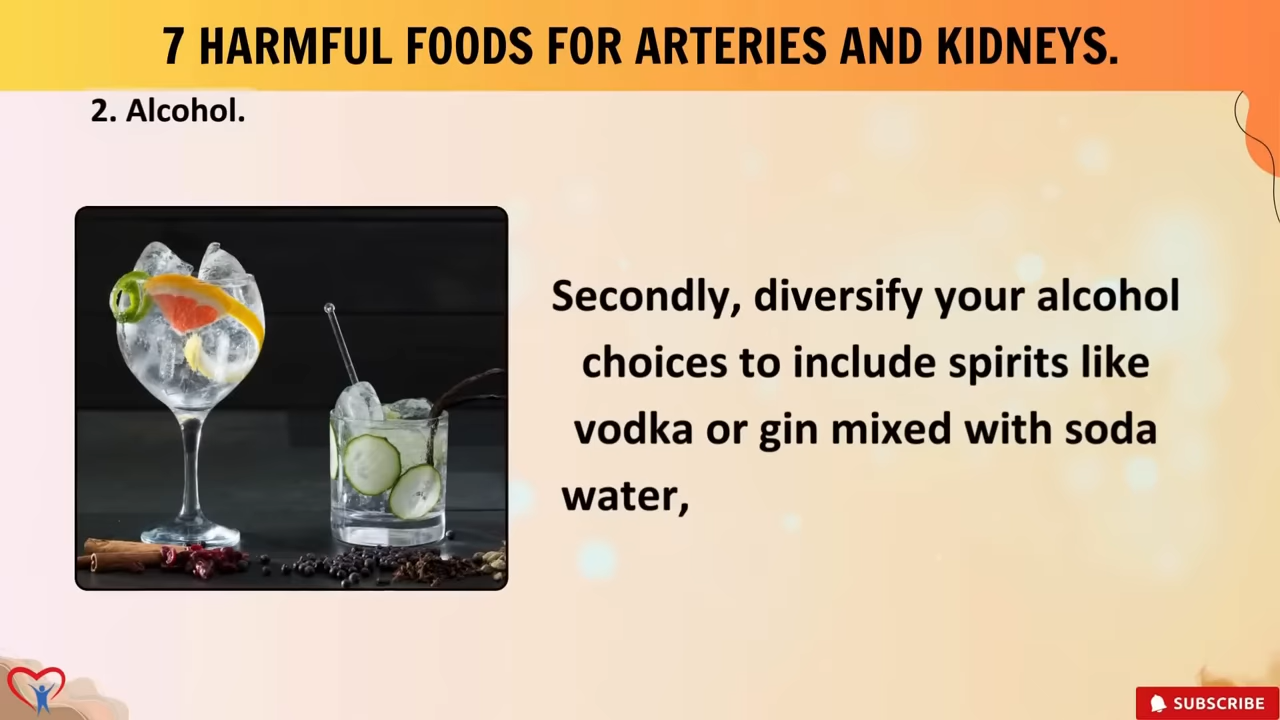 7 HARMFUL FOODS FOR ARTERIES AND KIDNEYS.
2. Alcohol.
Secondly, diversify your alcohol
choices to include spirits like
vodka or gin mixed with soda
water,
SUBSCRIBE